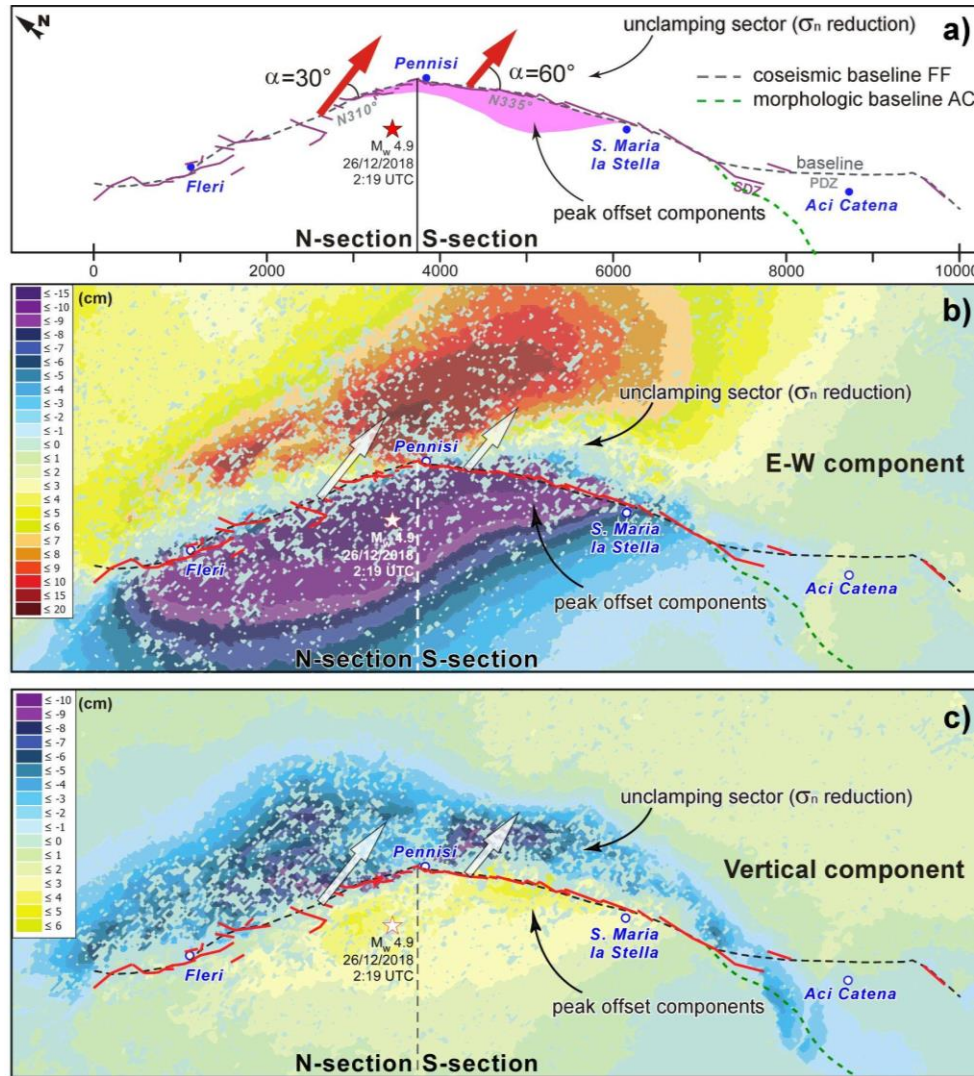 N
a)
unclamping sector (σn reduction)
Pennisi
α=30°
α=60°
coseismic baseline FF
morphologic baseline AC
N310°
N335°
Mw 4.9
26/12/2018
2:19 UTC
S. Maria
la Stella
Fleri
baseline
SDZ
PDZ
Aci Catena
peak offset components
N-section S-section
0 2000 4000 6000 8000 10000
(cm)
≤ -15
≤ -10
≤ -9
≤ -8
≤ -7
≤ -6
≤ -5
≤ -4
≤ -3
≤ -2
≤ -1
≤ 0
≤ 1
≤ 2
≤ 3
≤ 4
≤ 5
≤ 6
≤ 7
≤ 8
≤ 9
≤ 10
≤ 15
≤ 20
b)
unclamping sector (σn reduction)
Pennisi
E-W component
Mw 4.9
26/12/2018
2:19 UTC
S. Maria
la Stella
Fleri
Aci Catena
peak offset components
N-section S-section
(cm)
≤ -10
≤ -9
≤ -8
≤ -7
≤ -6
≤ -5
≤ -4
≤ -3
≤ -2
≤ -1
≤ 0
≤ 1
≤ 2
≤ 3
≤ 4
≤ 5
≤ 6
c)
unclamping sector (σn reduction)
Pennisi
Vertical component
Mw 4.9
26/12/2018
2:19 UTC
S. Maria
la Stella
Fleri
Aci Catena
peak offset components
N-section S-section